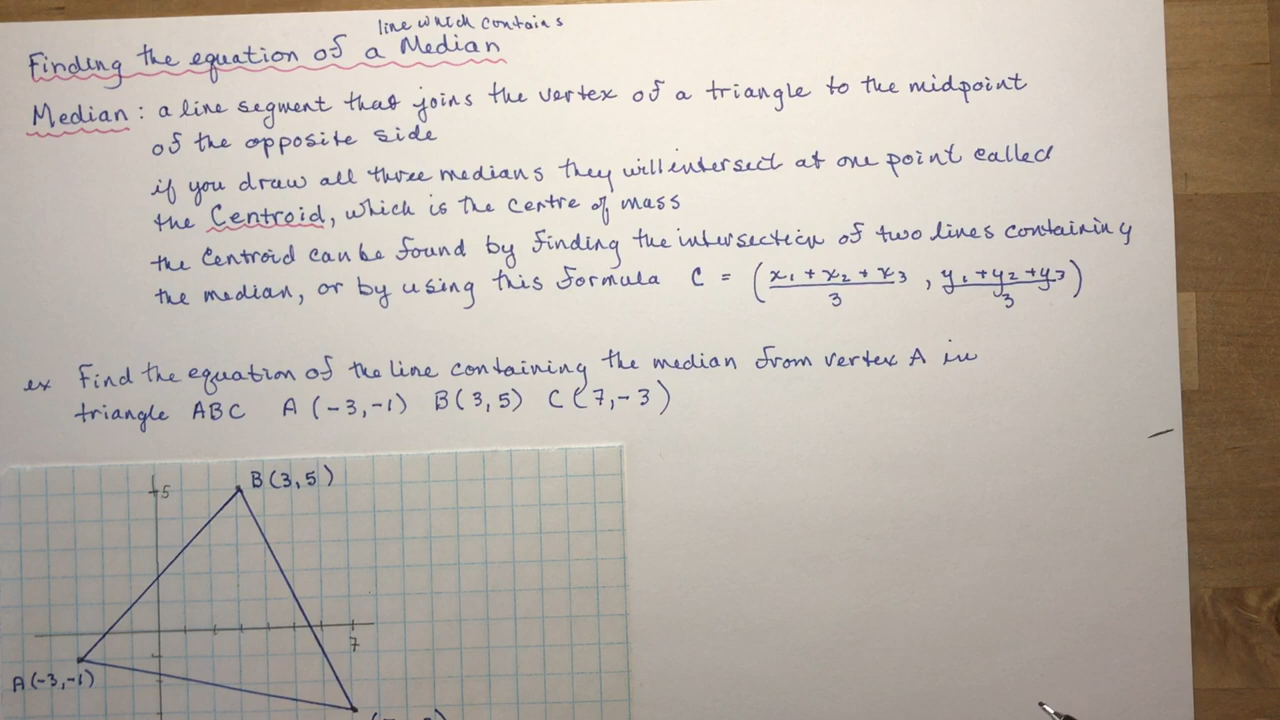 line which contains
Finding the equation of a Median
Median : a line segment that joins the vertex of a triangle to the midpoint
of the opposite side
if you draw all three medians they will intersect at one point called
the Centroid, which is the centre of mass
the Centroid can be found by finding the intersection of two lines containing
the median, or by using this formula C = (x₁ + x₂ + x₃ / 3 , y₁ + y₂ + y₃ / 3)
ex Find the equation of the line containing the median from vertex A in
triangle ABC A (-3,-1) B(3,5) C(7,-3)
B(3,5)
5
7
A(-3,-1)